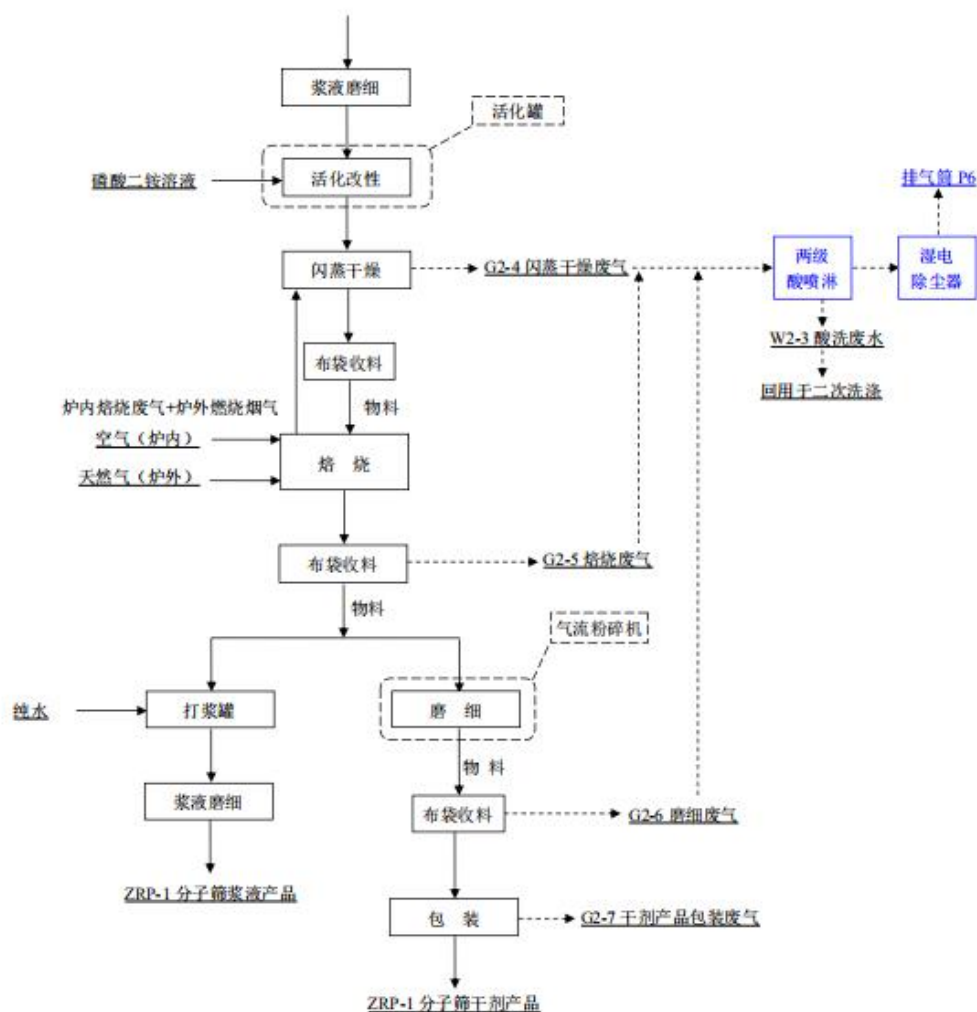 浆液磨细
活化罐
磷酸二铵溶液
活化改性
排气筒 P6
闪蒸干燥
G2-4 闪蒸干燥废气
两级
酸喷淋
湿电
除尘器
布袋收料
W2-3 酸洗废水
回用于二次洗涤
炉内焙烧废气+炉外燃烧烟气
物料
空气（炉内）
焙 烧
天然气（炉外）
布袋收料
G2-5 焙烧废气
物料
气流粉碎机
纯水
打浆罐
磨 细
物 料
浆液磨细
布袋收料
G2-6 磨细废气
ZRP-1 分子筛浆液产品
包 装
G2-7 干剂产品包装废气
ZRP-1 分子筛干剂产品